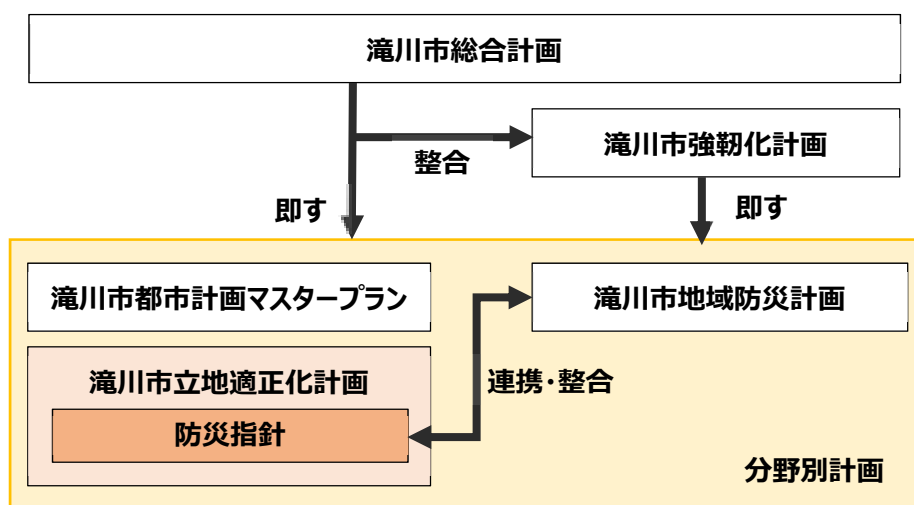 滝川市総合計画
整合
滝川市強靭化計画
即す
即す
滝川市都市計画マスタープラン
滝川市地域防災計画
滝川市立地適正化計画
連携・整合
防災指針
分野別計画